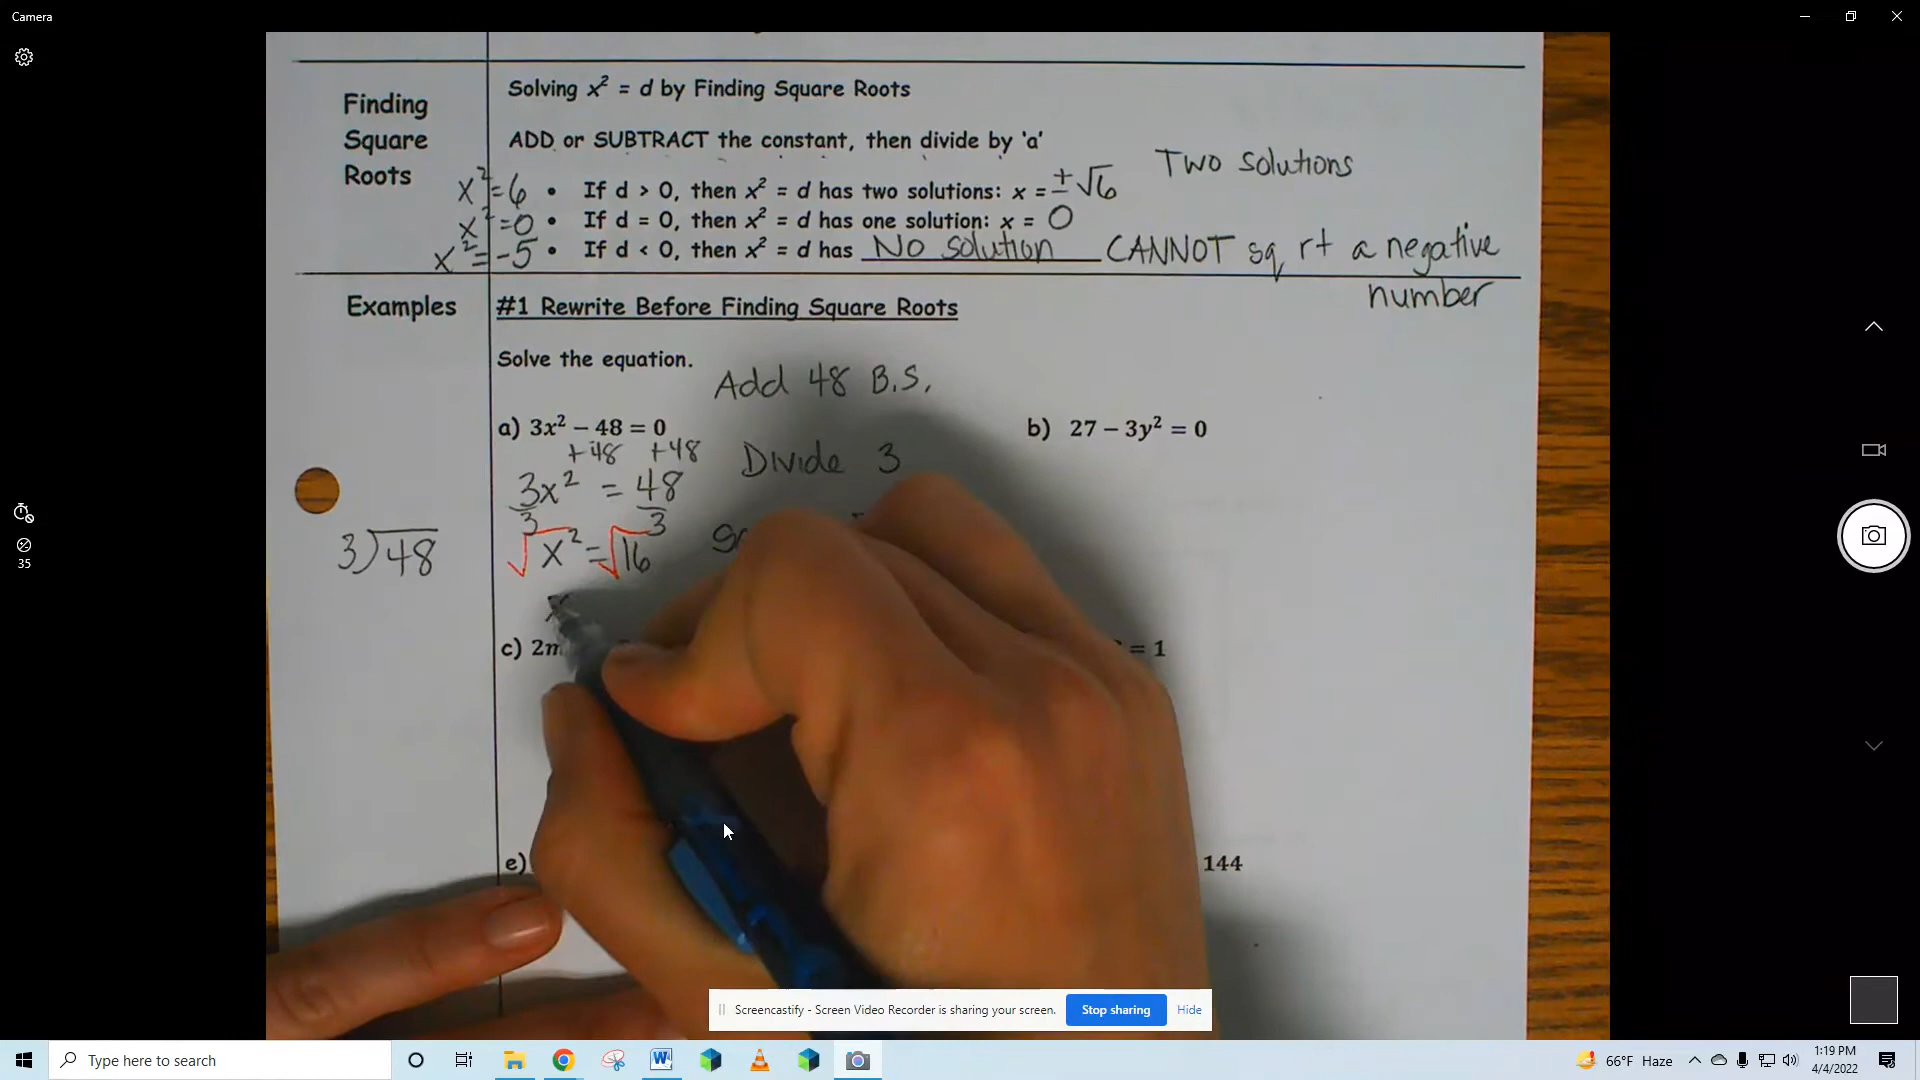 Camera
Finding
Square
Roots
Solving x² = d by Finding Square Roots
ADD or SUBTRACT the constant, then divide by 'a'
x²=6 • If d > 0, then x² = d has two solutions: x = ±√6 Two solutions
x²=0 • If d = 0, then x² = d has one solution: x = 0
x²=-5 • If d < 0, then x² = d has No solution CANNOT sq rt a negative
number
Examples
#1 Rewrite Before Finding Square Roots
Solve the equation.
Add 48 B.S.
a) 3x² − 48 = 0
b) 27 − 3y² = 0
+48 +48
Divide 3
3x² = 48
3 3
√x² = √16
3)48
x
c) 2m
= 1
e)
144
35
Screencastify - Screen Video Recorder is sharing your screen. Stop sharing Hide
Type here to search
66°F Haze
1:19 PM
4/4/2022